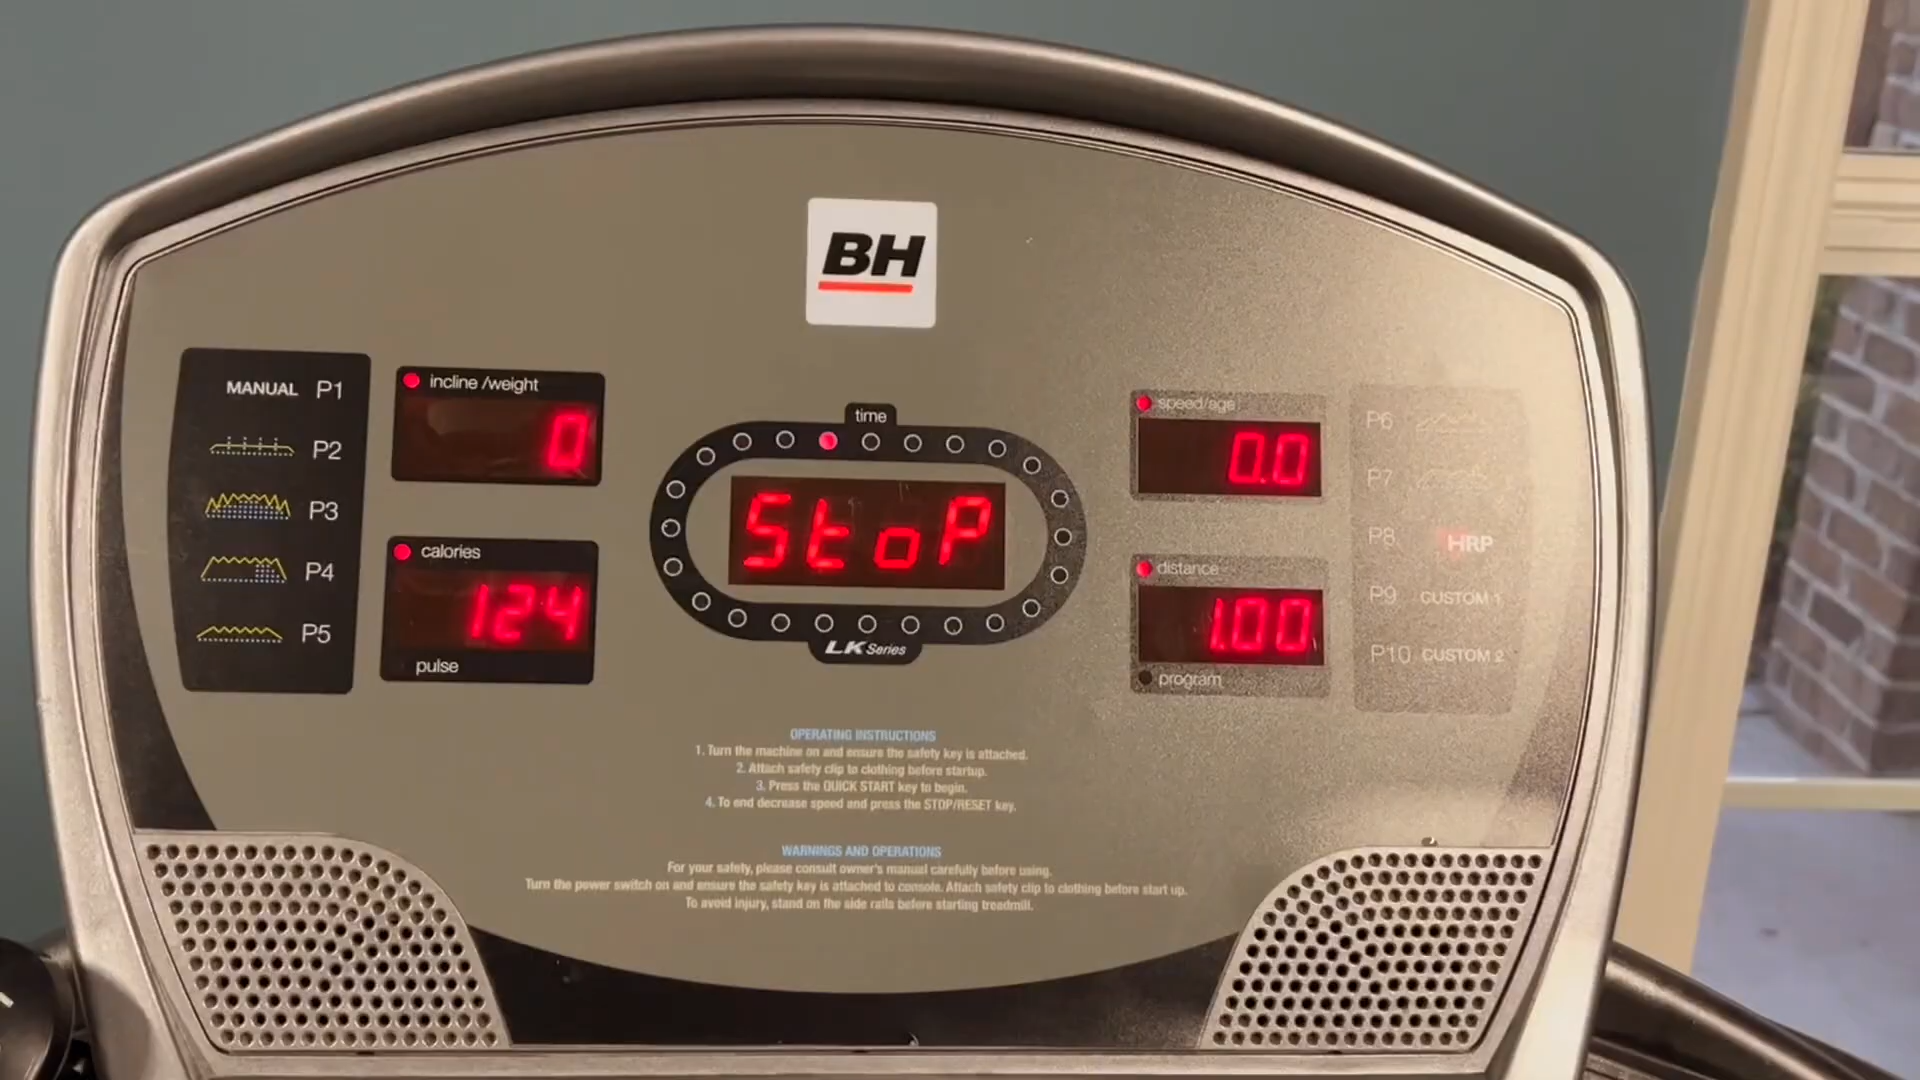 BH
MANUAL P1
P2
P3
P4
P5
incline /weight
0
calories
124
pulse
time
StoP
LK Series
speed/age
0.0
distance
1.00
program
P6
P7
P8 HRP
P9 CUSTOM 1
P10 CUSTOM 2
OPERATING INSTRUCTIONS
1. Turn the machine on and ensure the safety key is attached.
2. Attach safety clip to clothing before startup.
3. Press the QUICK START key to begin.
4. To end decrease speed and press the STOP/RESET key.
WARNINGS AND OPERATIONS
For your safety, please consult owner's manual carefully before using.
Turn the power switch on and ensure the safety key is attached to console. Attach safety clip to clothing before start up.
To avoid injury, stand on the side rails before starting treadmill.